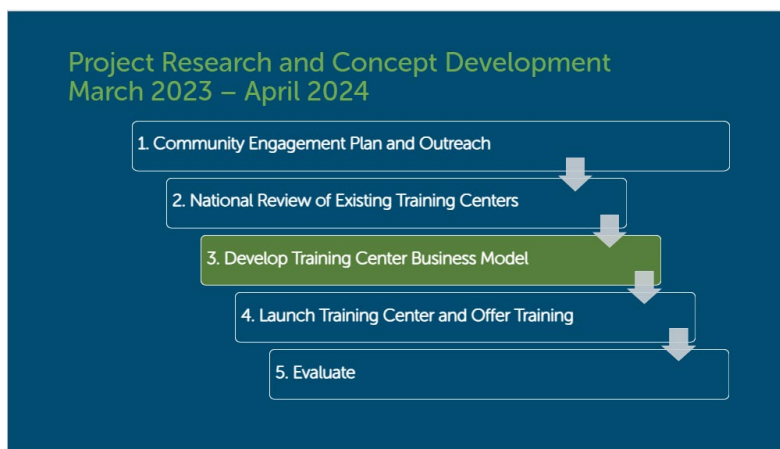 Project Research and Concept Development
March 2023 – April 2024
1. Community Engagement Plan and Outreach
2. National Review of Existing Training Centers
3. Develop Training Center Business Model
4. Launch Training Center and Offer Training
5. Evaluate